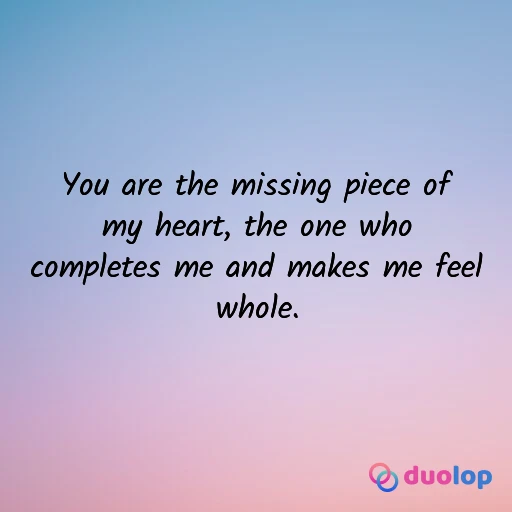 You are the missing piece of
my heart, the one who
completes me and makes me feel
whole.
duolop